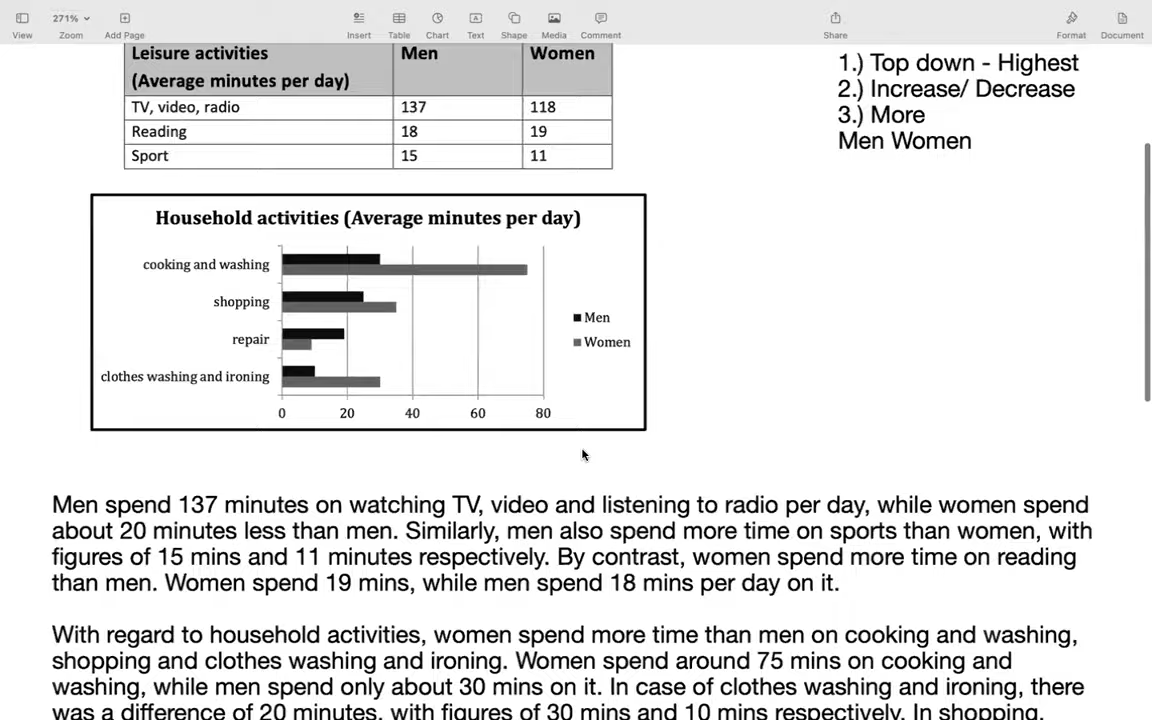 271%
View Zoom Add Page Insert Table Chart Text Shape Media Comment Share Format Document
Leisure activities (Average minutes per day) Men Women
TV, video, radio 137 118
Reading 18 19
Sport 15 11
1.) Top down - Highest
2.) Increase/ Decrease
3.) More
Men Women
Household activities (Average minutes per day)
cooking and washing
shopping
repair
clothes washing and ironing
0 20 40 60 80
Men
Women
Men spend 137 minutes on watching TV, video and listening to radio per day, while women spend
about 20 minutes less than men. Similarly, men also spend more time on sports than women, with
figures of 15 mins and 11 minutes respectively. By contrast, women spend more time on reading
than men. Women spend 19 mins, while men spend 18 mins per day on it.
With regard to household activities, women spend more time than men on cooking and washing,
shopping and clothes washing and ironing. Women spend around 75 mins on cooking and
washing, while men spend only about 30 mins on it. In case of clothes washing and ironing, there
was a difference of 20 minutes, with figures of 30 mins and 10 mins respectively. In shopping,